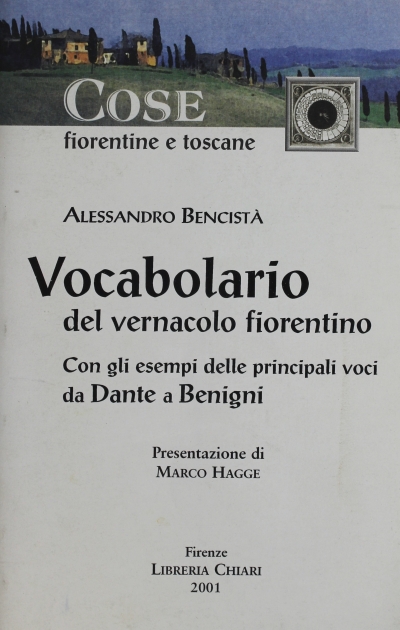 COSE
fiorentine e toscane
ALESSANDRO BENCISTÀ
Vocabolario
del vernacolo fiorentino
Con gli esempi delle principali voci
da Dante a Benigni
Presentazione di
MARCO HAGGE
Firenze
LIBRERIA CHIARI
2001